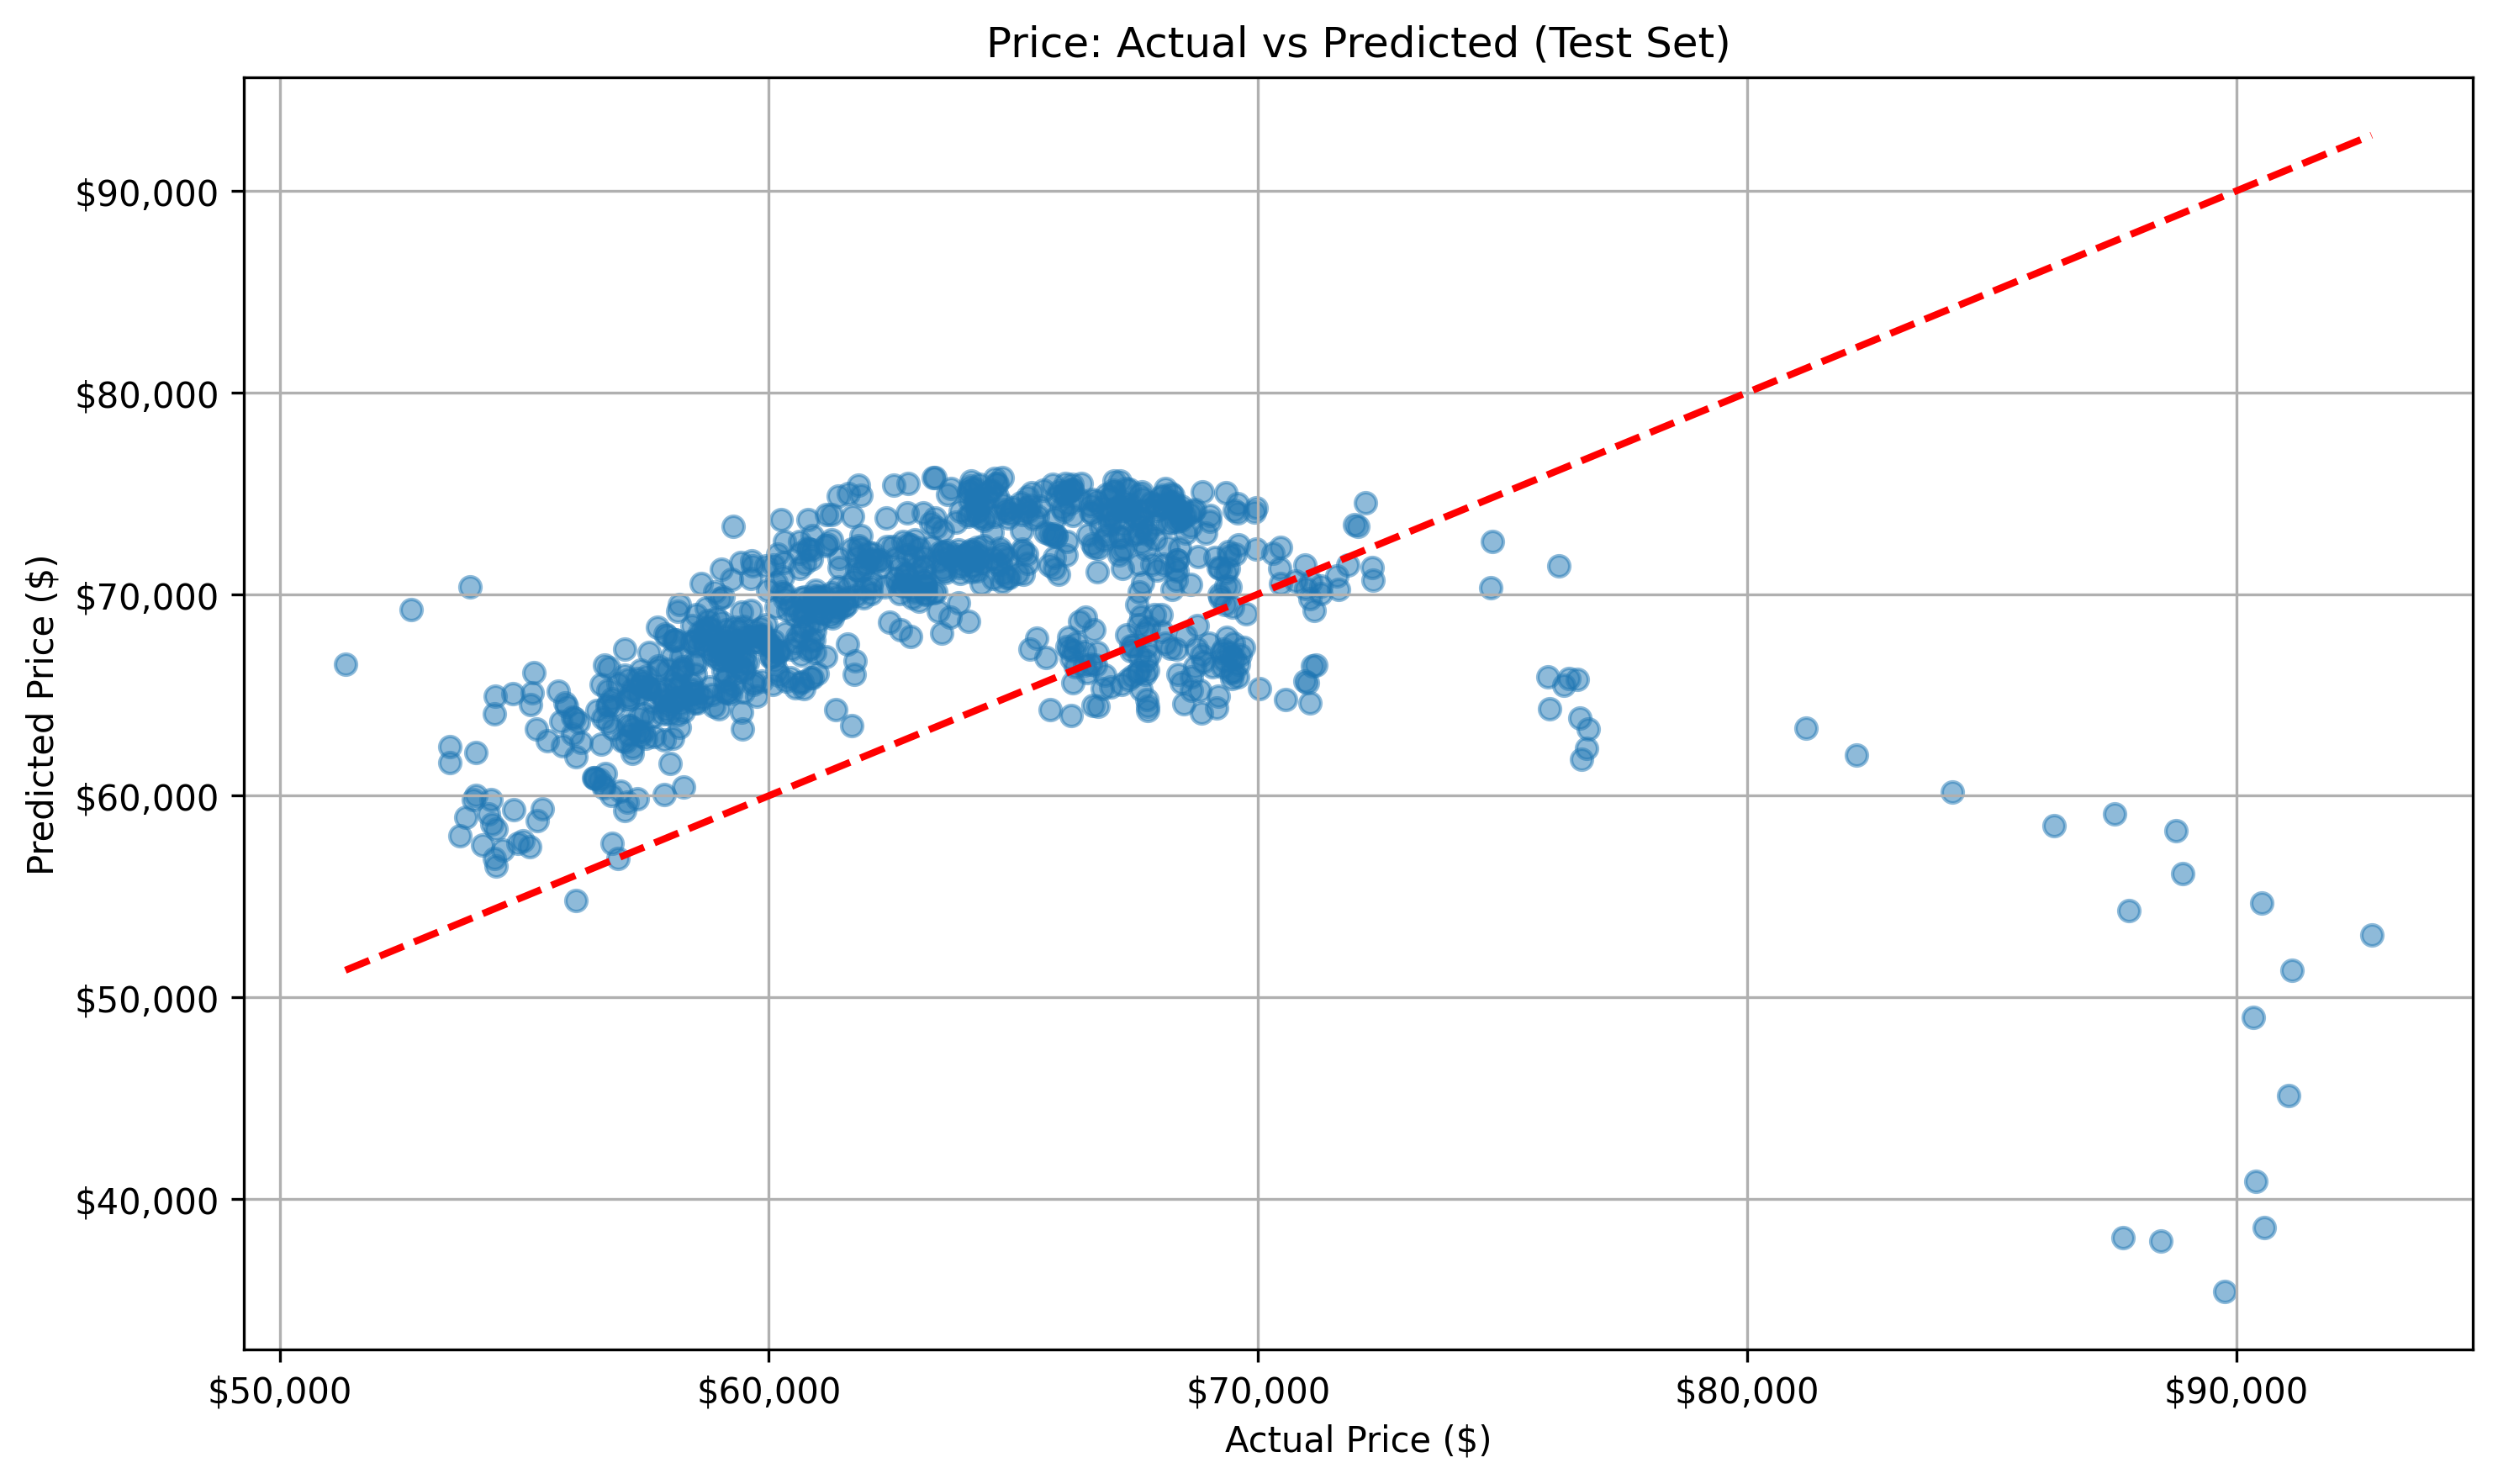 Price: Actual vs Predicted (Test Set)
Predicted Price ($)
$90,000
$80,000
$70,000
$60,000
$50,000
$40,000
$50,000 $60,000 $70,000 $80,000 $90,000
Actual Price ($)